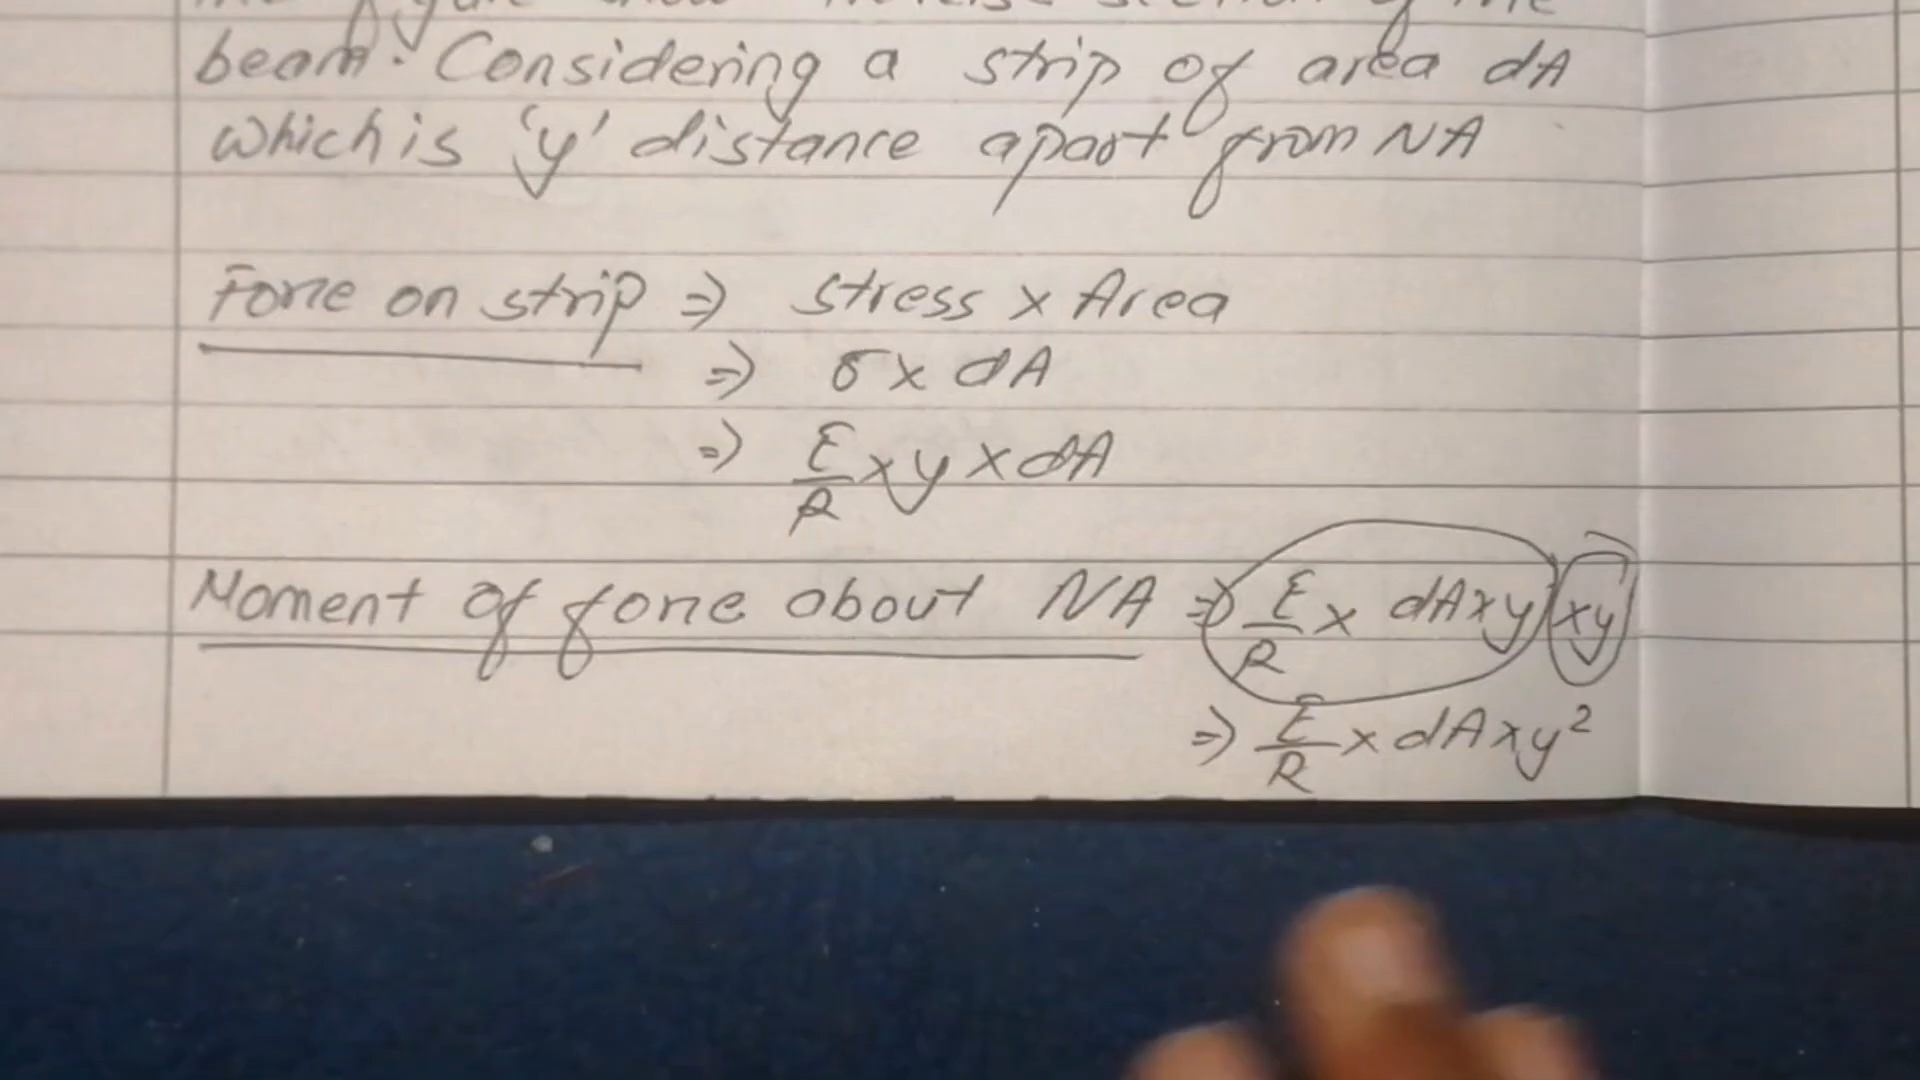 beam. Considering a strip of area dA
which is 'y' distance apart from NA
Force on strip => stress x Area
=> σ x dA
=> E/R x y x dA
Moment of force about NA => E/R x dA x y x y
=> E/R x dA x y²